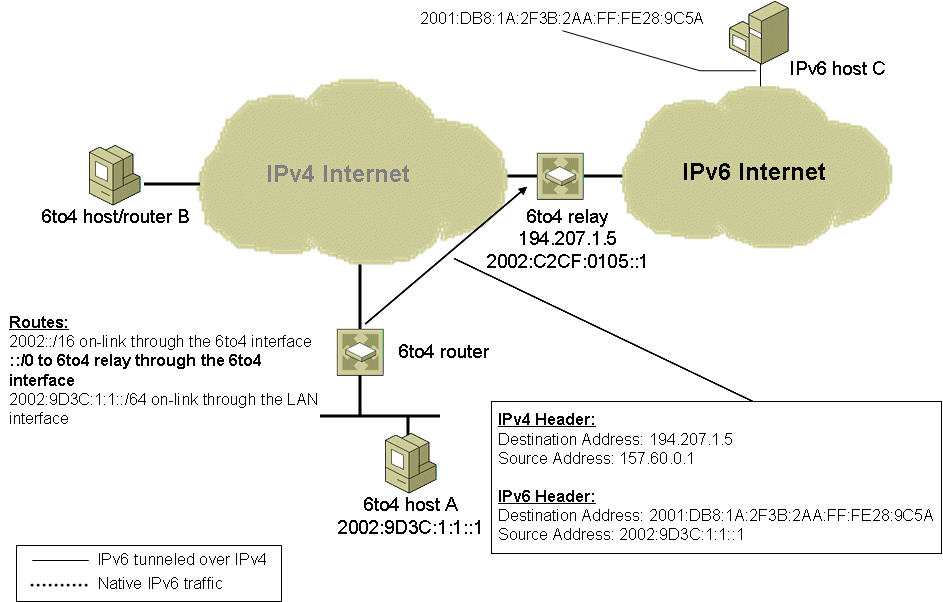 2001:DB8:1A:2F3B:2AA:FF:FE28:9C5A
IPv6 host C
IPv4 Internet
IPv6 Internet
6to4 host/router B
6to4 relay
194.207.1.5
2002:C2CF:0105::1
Routes:
2002::/16 on-link through the 6to4 interface
::/0 to 6to4 relay through the 6to4
interface
2002:9D3C:1:1::/64 on-link through the LAN
interface
6to4 router
6to4 host A
2002:9D3C:1:1::1
IPv4 Header:
Destination Address: 194.207.1.5
Source Address: 157.60.0.1
IPv6 Header:
Destination Address: 2001:DB8:1A:2F3B:2AA:FF:FE28:9C5A
Source Address: 2002:9D3C:1:1::1
IPv6 tunneled over IPv4
Native IPv6 traffic